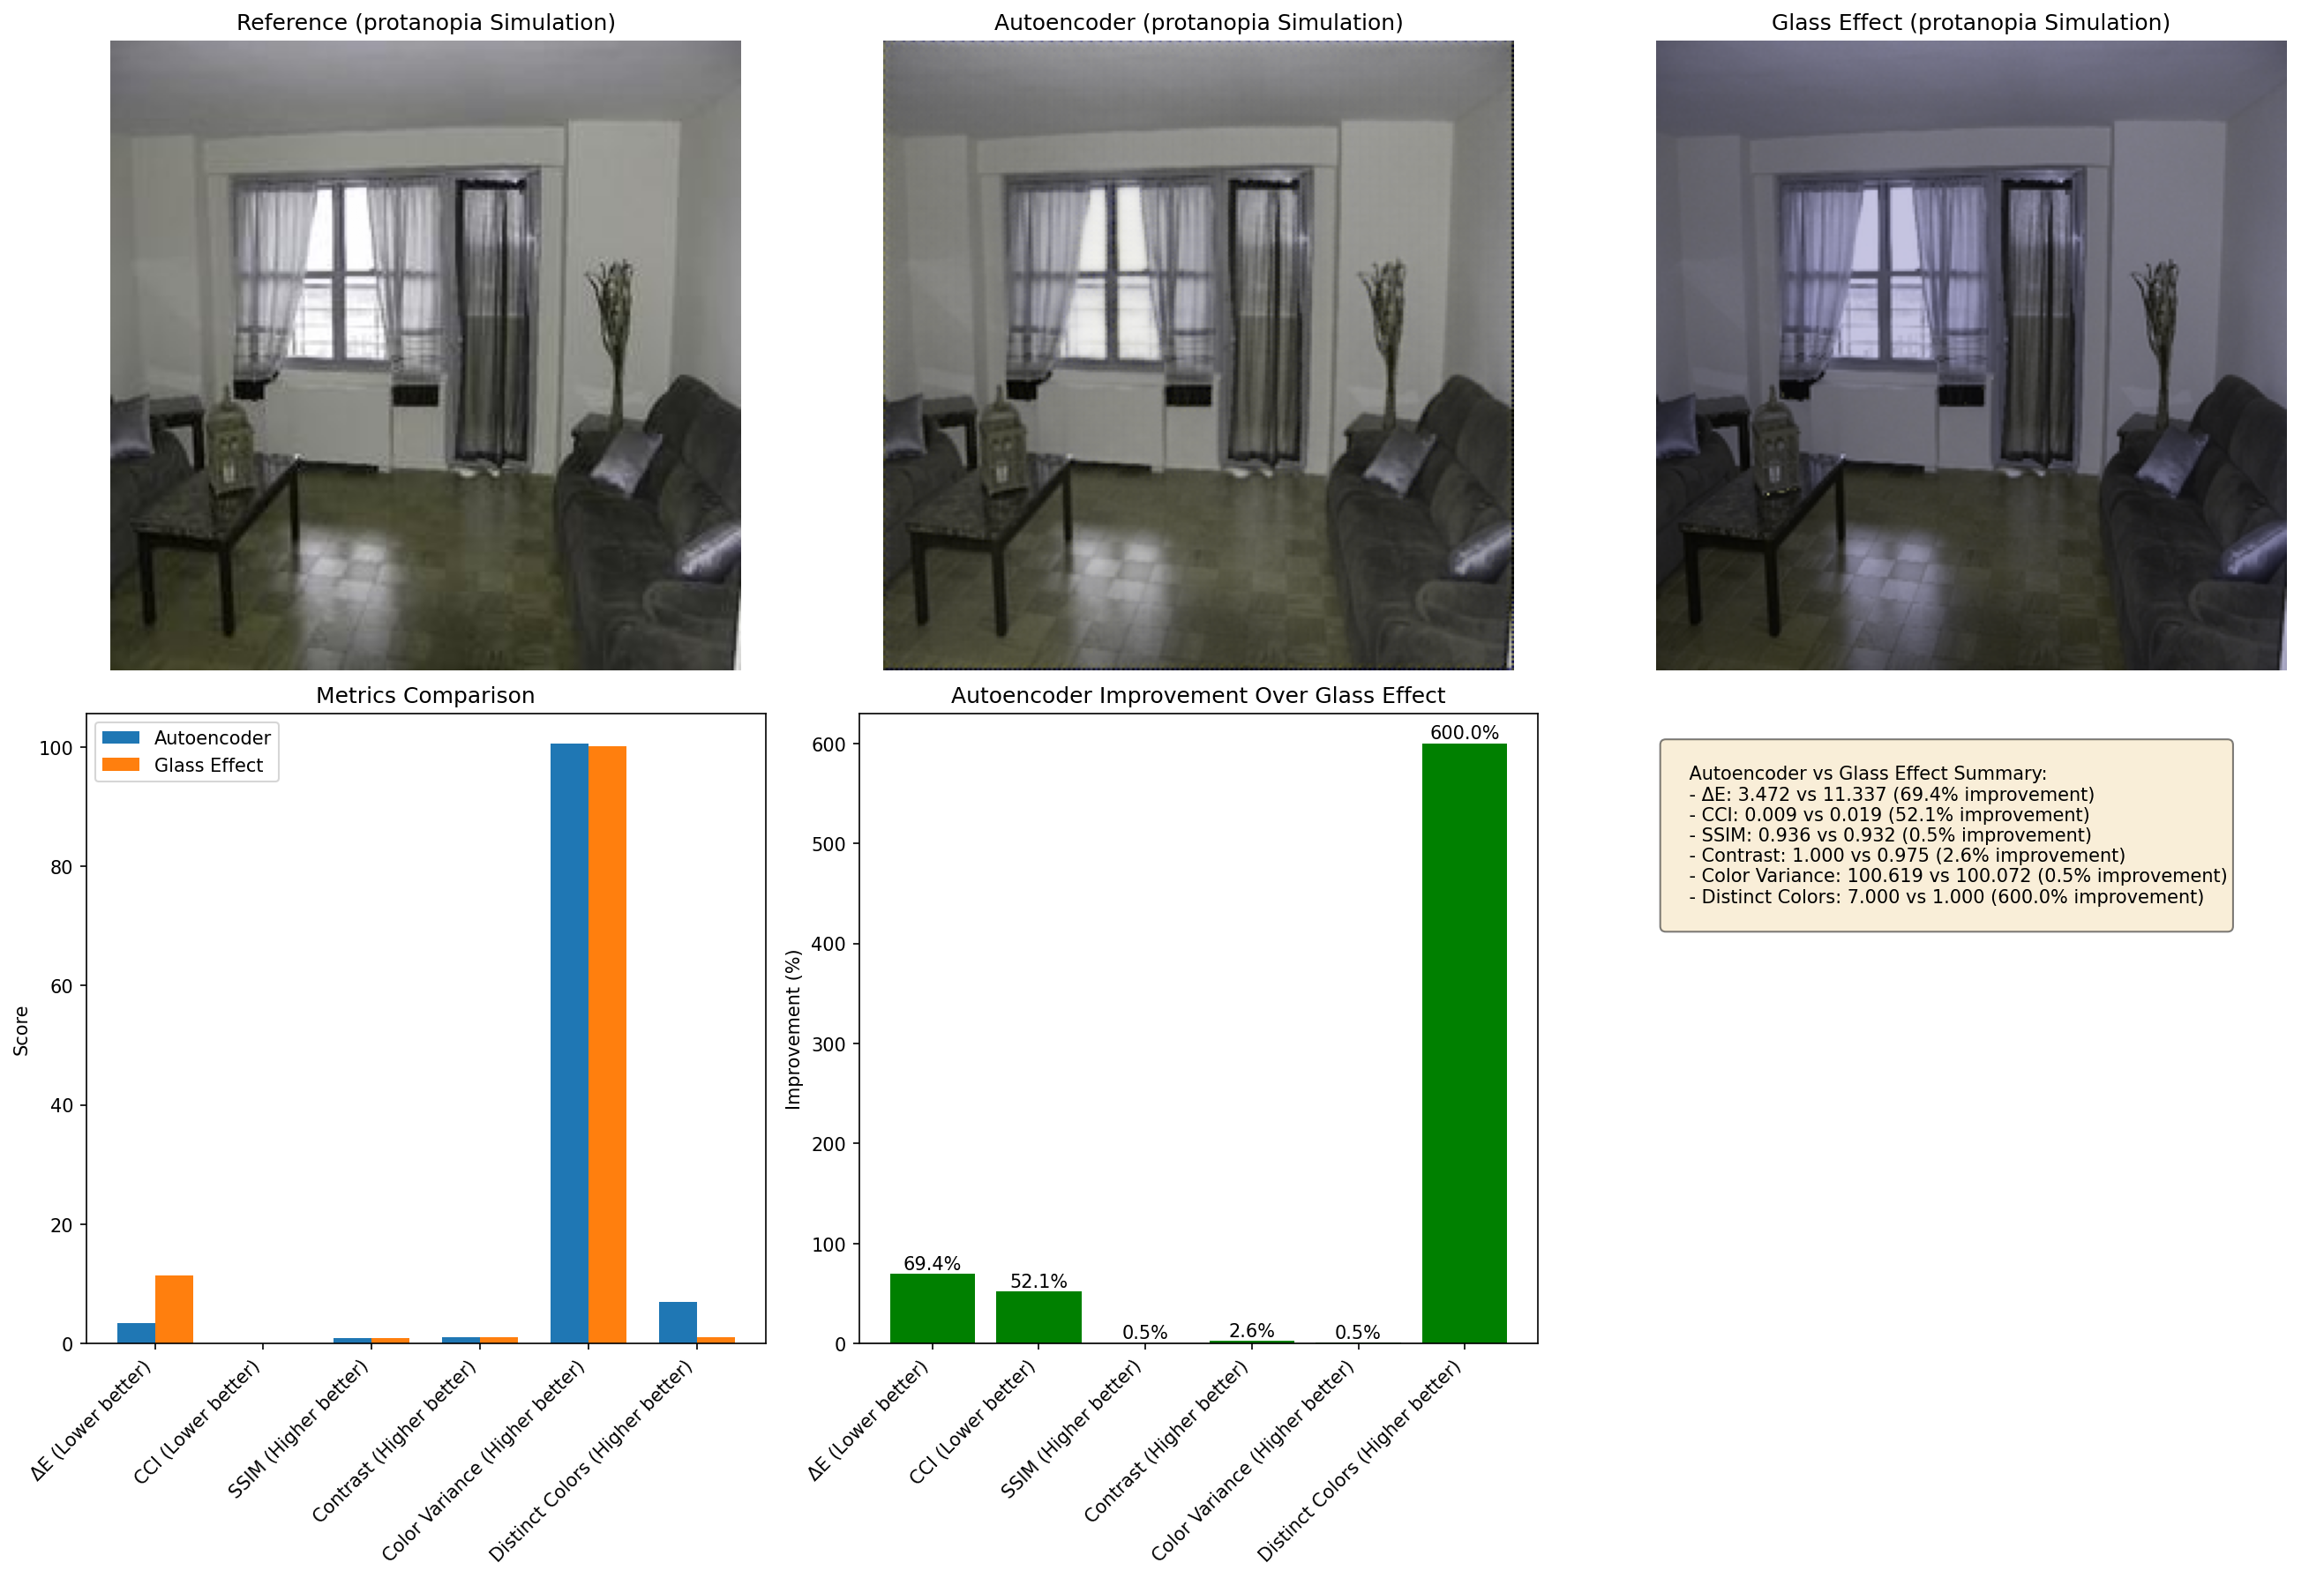 Reference (protanopia Simulation)
Autoencoder (protanopia Simulation)
Glass Effect (protanopia Simulation)
Metrics Comparison
Autoencoder
Glass Effect
Score
100
80
60
40
20
0
ΔE (Lower better)
CCI (Lower better)
SSIM (Higher better)
Contrast (Higher better)
Color Variance (Higher better)
Distinct Colors (Higher better)
Autoencoder Improvement Over Glass Effect
Improvement (%)
600
500
400
300
200
100
0
69.4%
52.1%
0.5%
2.6%
0.5%
600.0%
ΔE (Lower better)
CCI (Lower better)
SSIM (Higher better)
Contrast (Higher better)
Color Variance (Higher better)
Distinct Colors (Higher better)
Autoencoder vs Glass Effect Summary:
- ΔE: 3.472 vs 11.337 (69.4% improvement)
- CCI: 0.009 vs 0.019 (52.1% improvement)
- SSIM: 0.936 vs 0.932 (0.5% improvement)
- Contrast: 1.000 vs 0.975 (2.6% improvement)
- Color Variance: 100.619 vs 100.072 (0.5% improvement)
- Distinct Colors: 7.000 vs 1.000 (600.0% improvement)